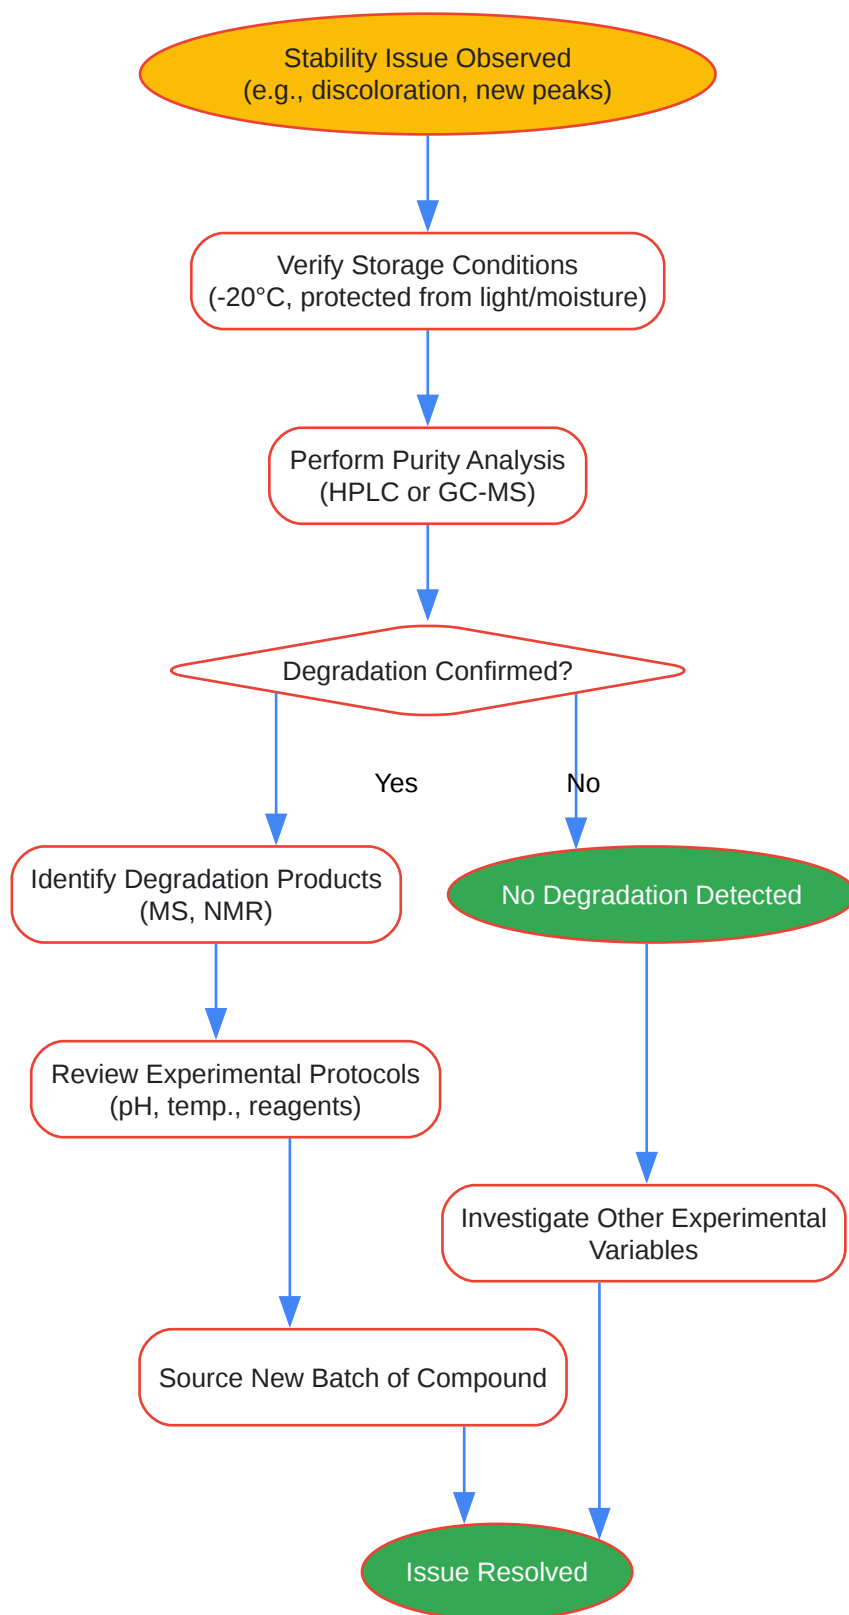 Stability Issue Observed
(e.g., discoloration, new peaks)
Verify Storage Conditions
(-20°C, protected from light/moisture)
Perform Purity Analysis
(HPLC or GC-MS)
Degradation Confirmed?
Yes
No
Identify Degradation Products
(MS, NMR)
No Degradation Detected
Review Experimental Protocols
(pH, temp., reagents)
Investigate Other Experimental
Variables
Source New Batch of Compound
Issue Resolved